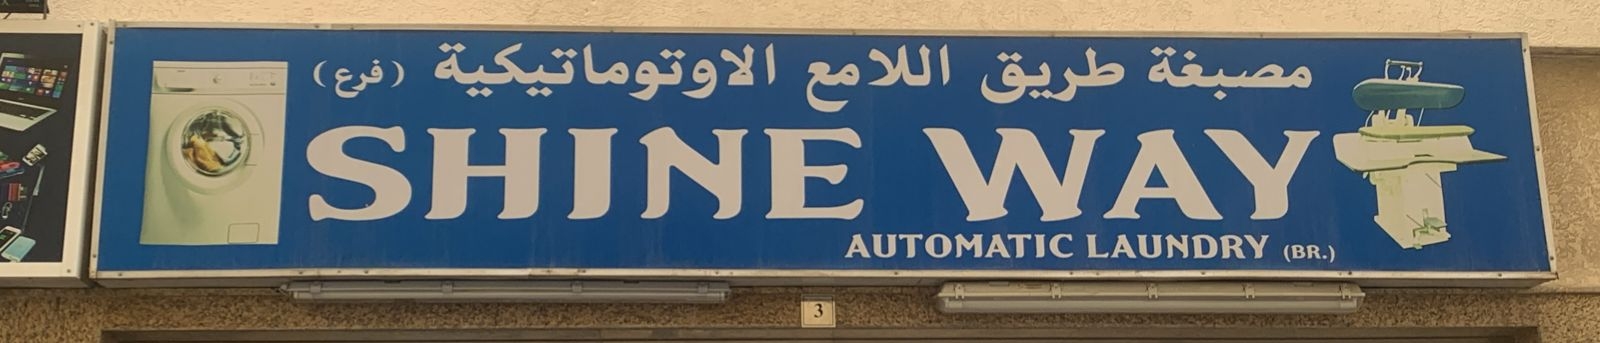 مصبغة طريق اللامع الاوتوماتيكية (فرع)
SHINE WAY
AUTOMATIC LAUNDRY (BR.)
3